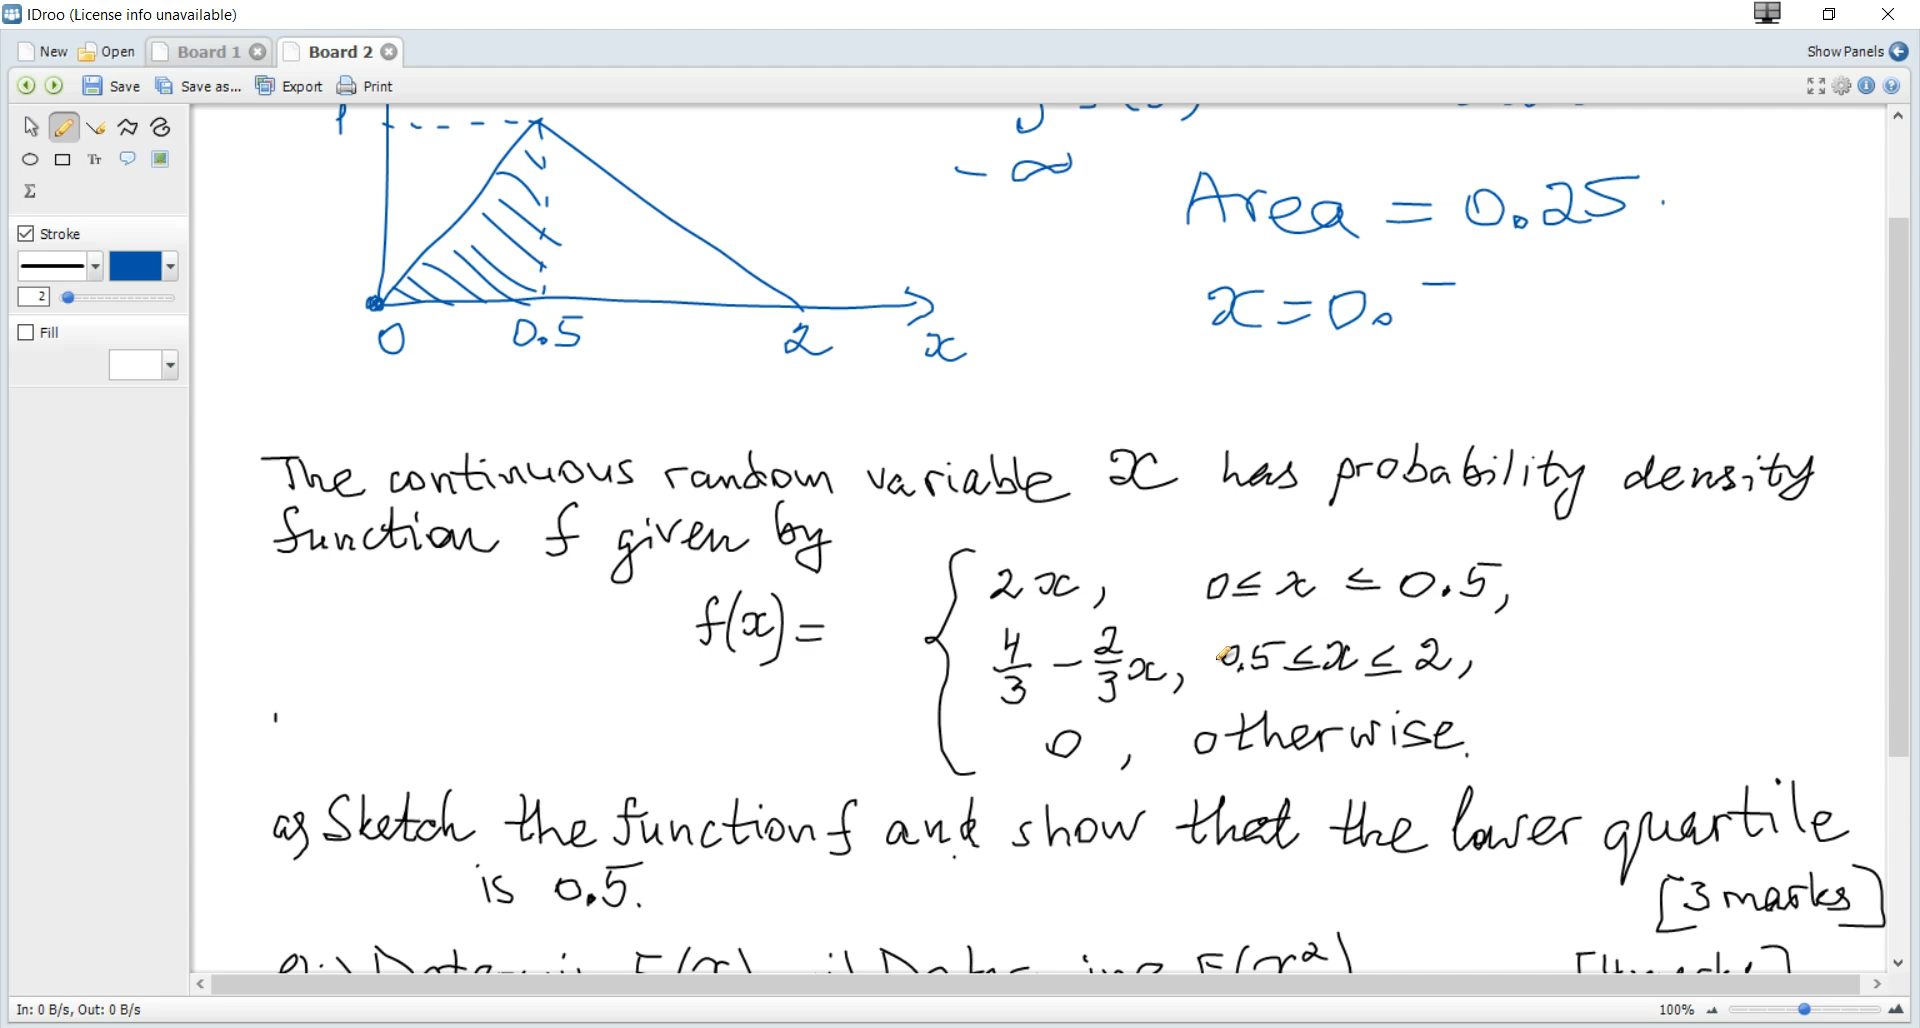 IDroo (License info unavailable)
New Open Board 1 Board 2 Show Panels
Save Save as... Export Print
Area = 0.25.
x = 0.
0 0.5 2 x
- ∞
Stroke
2
Fill
The continuous random variable x has probability density
function f given by
2x, 0 ≤ x ≤ 0.5,
f(x) =
4/3 - 2/3 x, 0.5 ≤ x ≤ 2,
0, otherwise.
a) Sketch the function f and show that the lower quartile
is 0.5.
[3 marks]
In: 0 B/s, Out: 0 B/s 100%